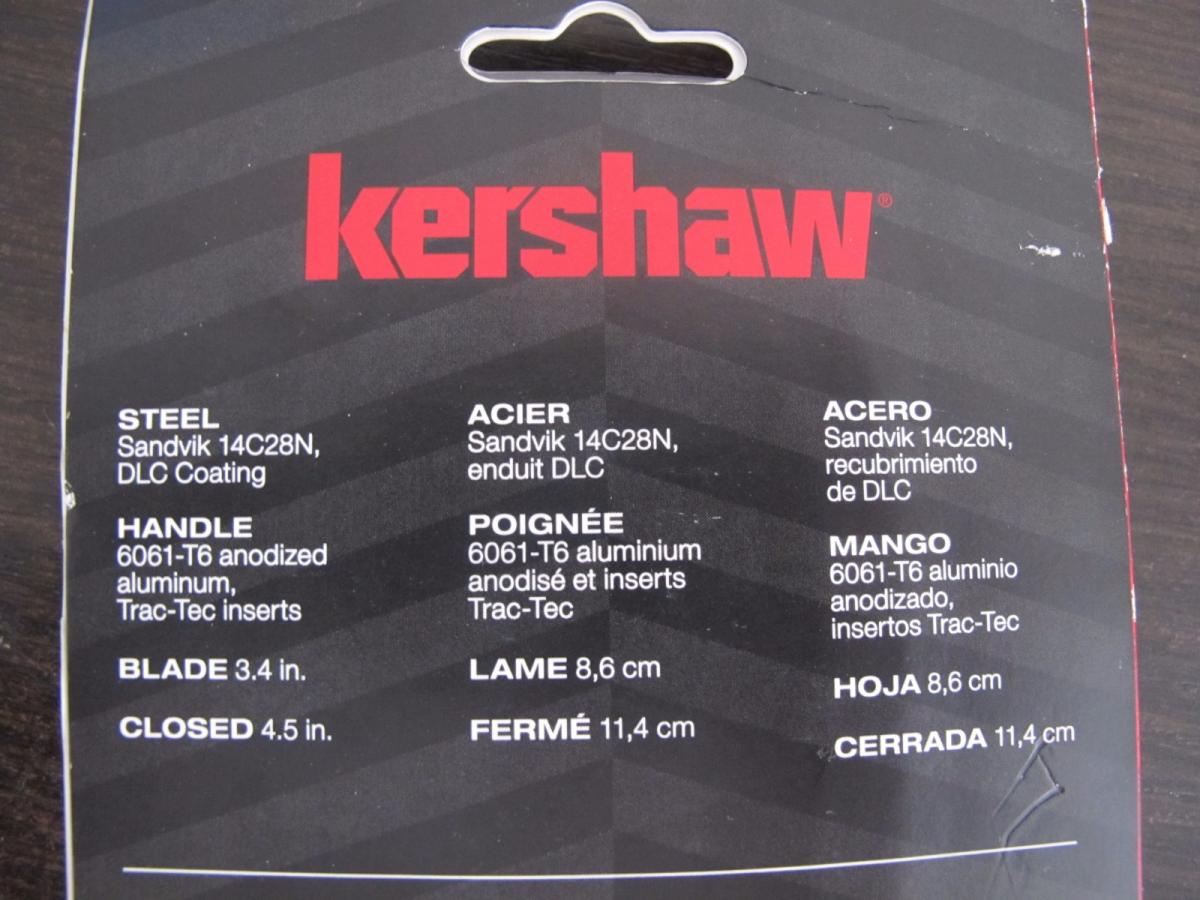 kershaw®
STEEL
Sandvik 14C28N,
DLC Coating
HANDLE
6061-T6 anodized
aluminum,
Trac-Tec inserts
BLADE 3.4 in.
CLOSED 4.5 in.
ACIER
Sandvik 14C28N,
enduit DLC
POIGNÉE
6061-T6 aluminium
anodisé et inserts
Trac-Tec
LAME 8,6 cm
FERMÉ 11,4 cm
ACERO
Sandvik 14C28N,
recubrimiento
de DLC
MANGO
6061-T6 aluminio
anodizado,
insertos Trac-Tec
HOJA 8,6 cm
CERRADA 11,4 cm